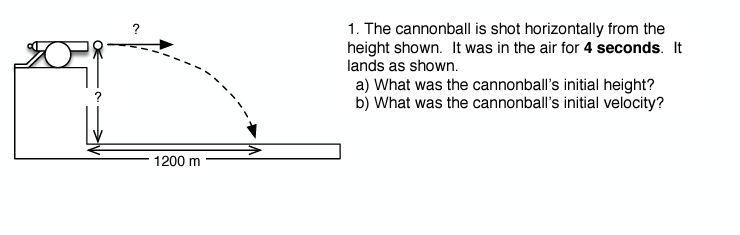 ?
1. The cannonball is shot horizontally from the
height shown. It was in the air for 4 seconds. It
lands as shown.
a) What was the cannonball's initial height?
b) What was the cannonball's initial velocity?
?
1200 m